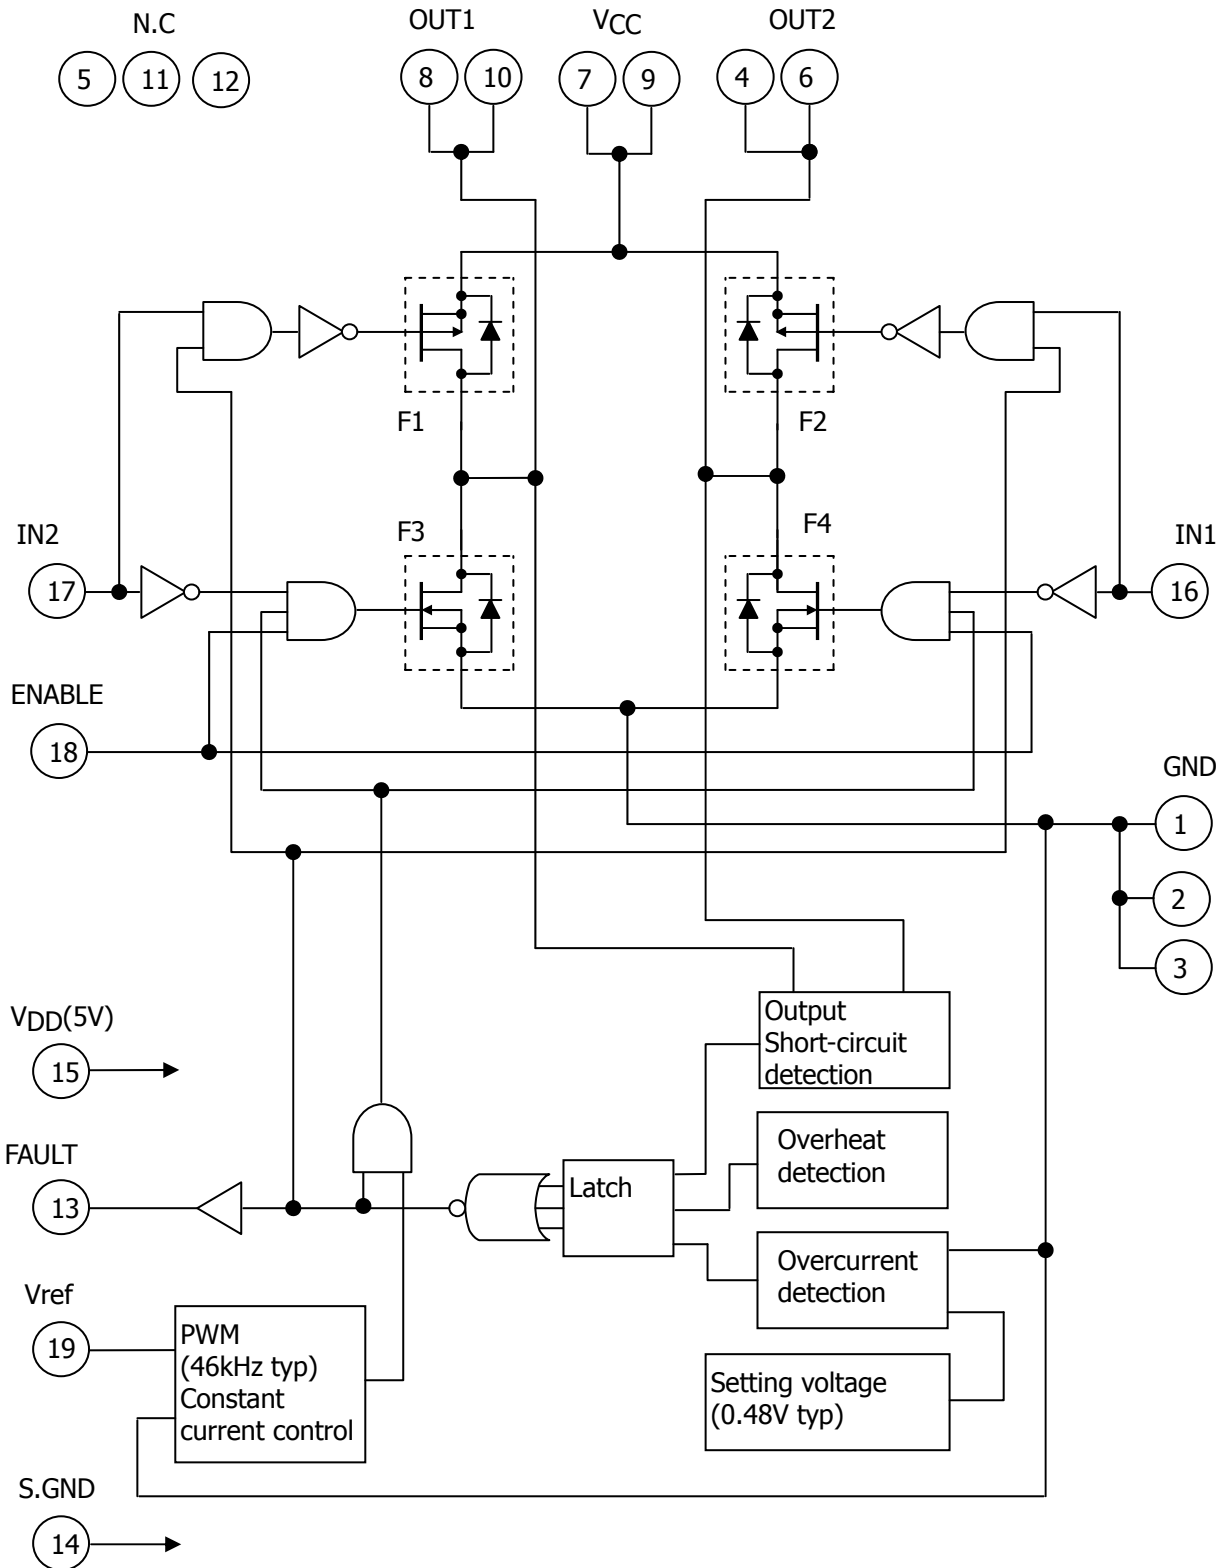 N.C
OUT1
VCC
OUT2
5
11
12
8
10
7
9
4
6
F1
F2
F3
F4
IN2
17
IN1
16
ENABLE
18
GND
1
2
3
VDD(5V)
15
Output
Short-circuit
detection
FAULT
13
Latch
Overheat
detection
Overcurrent
detection
Vref
19
PWM
(46kHz typ)
Constant
current control
Setting voltage
(0.48V typ)
S.GND
14